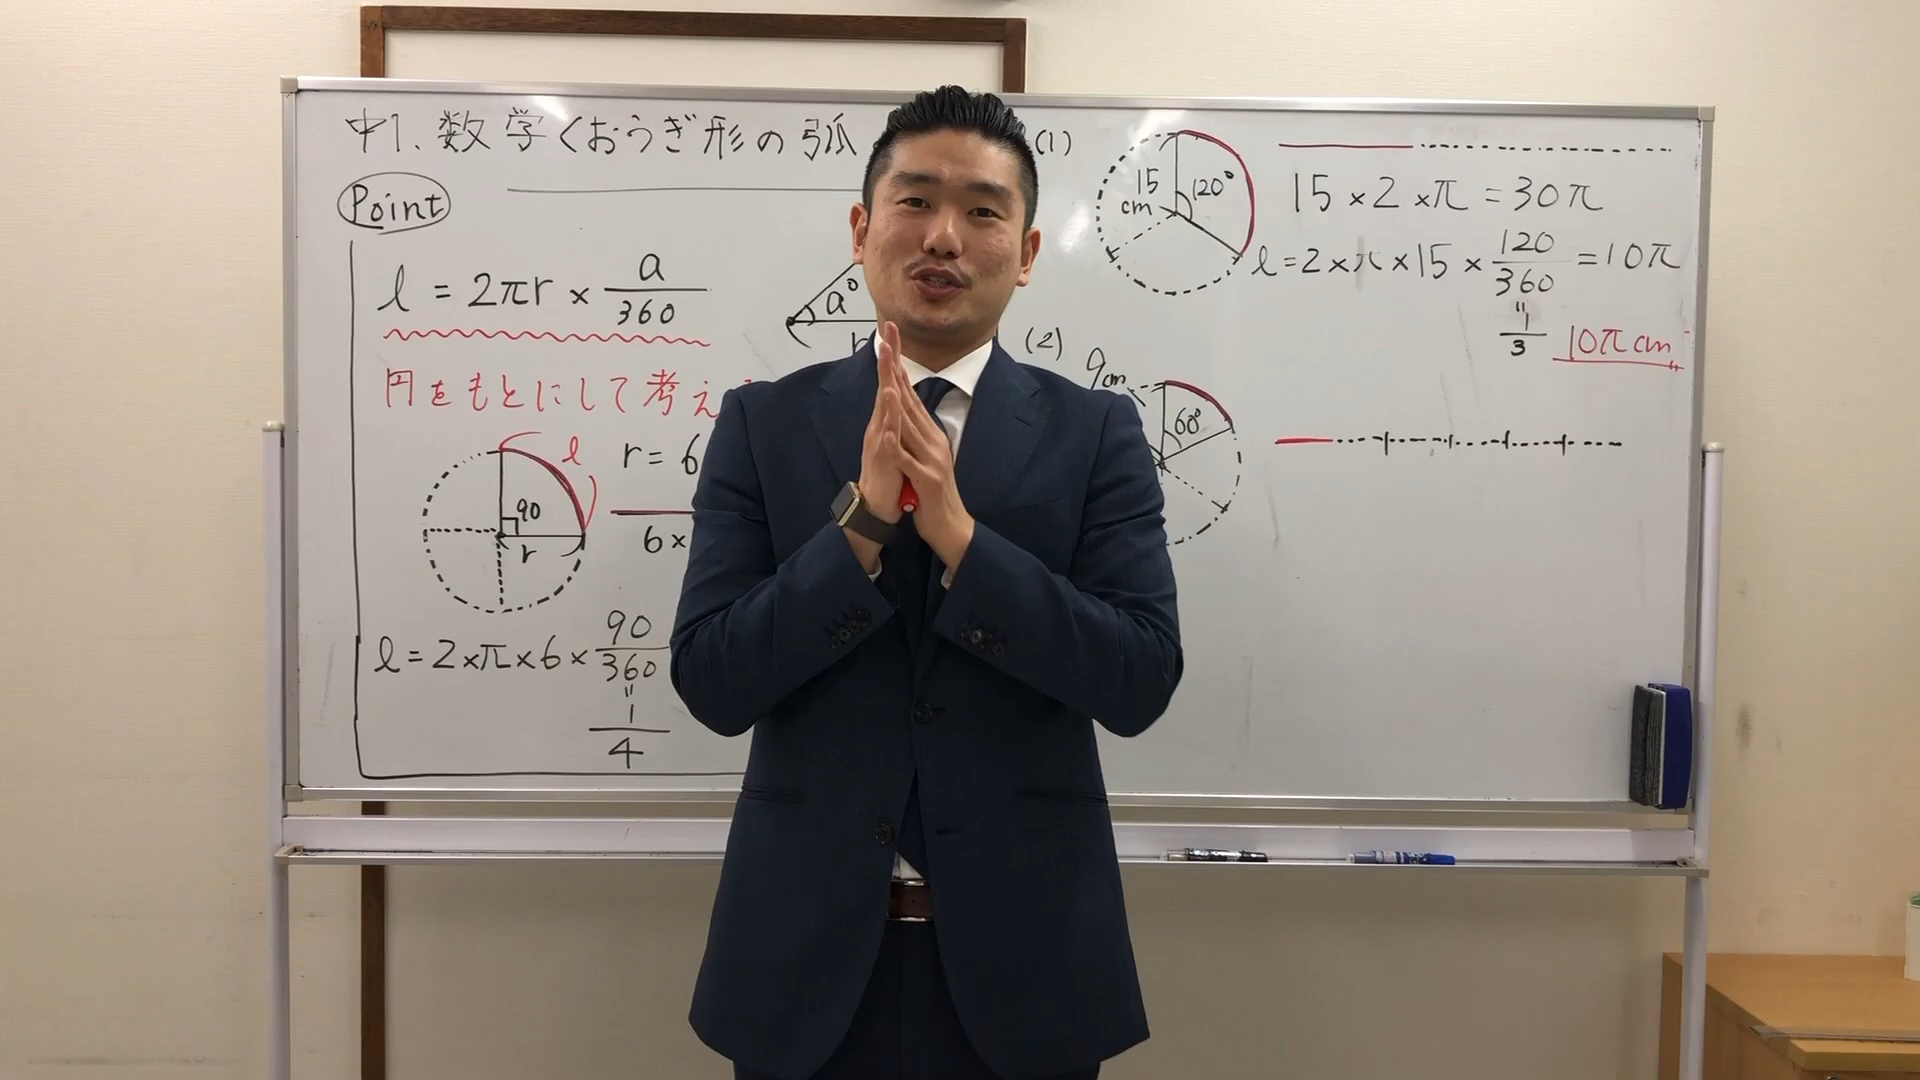 中1.数学くおうぎ形の弧
Point
l = 2πr × a/360
円をもとにして考え
a°
r
l
90
r
r = 6
6×
l = 2×π×6× 90/360
=
1/4
(1)
15
cm
120°
15 × 2 × π = 30π
l = 2×π×15 × 120/360 = 10π
=
1/3
10π cm
(2)
9cm
60°